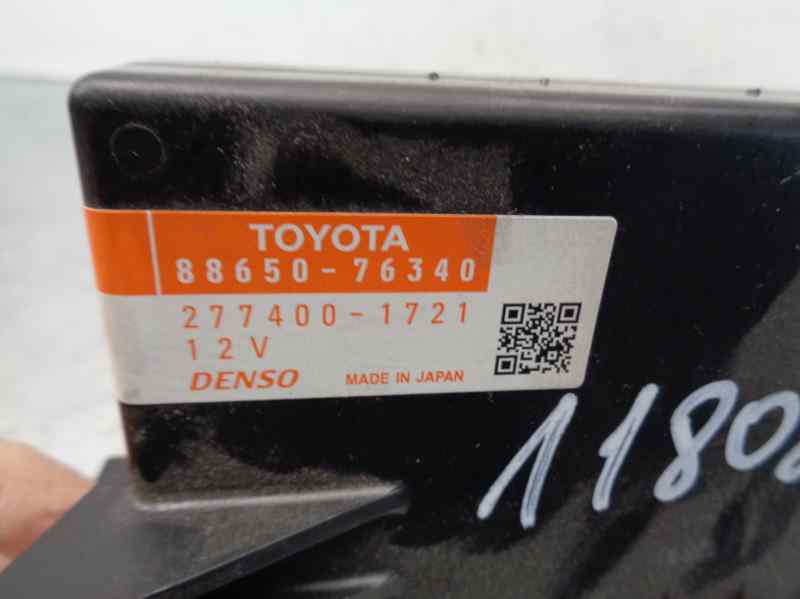 TOYOTA
88650-76340
277400-1721
12V
DENSO MADE IN JAPAN